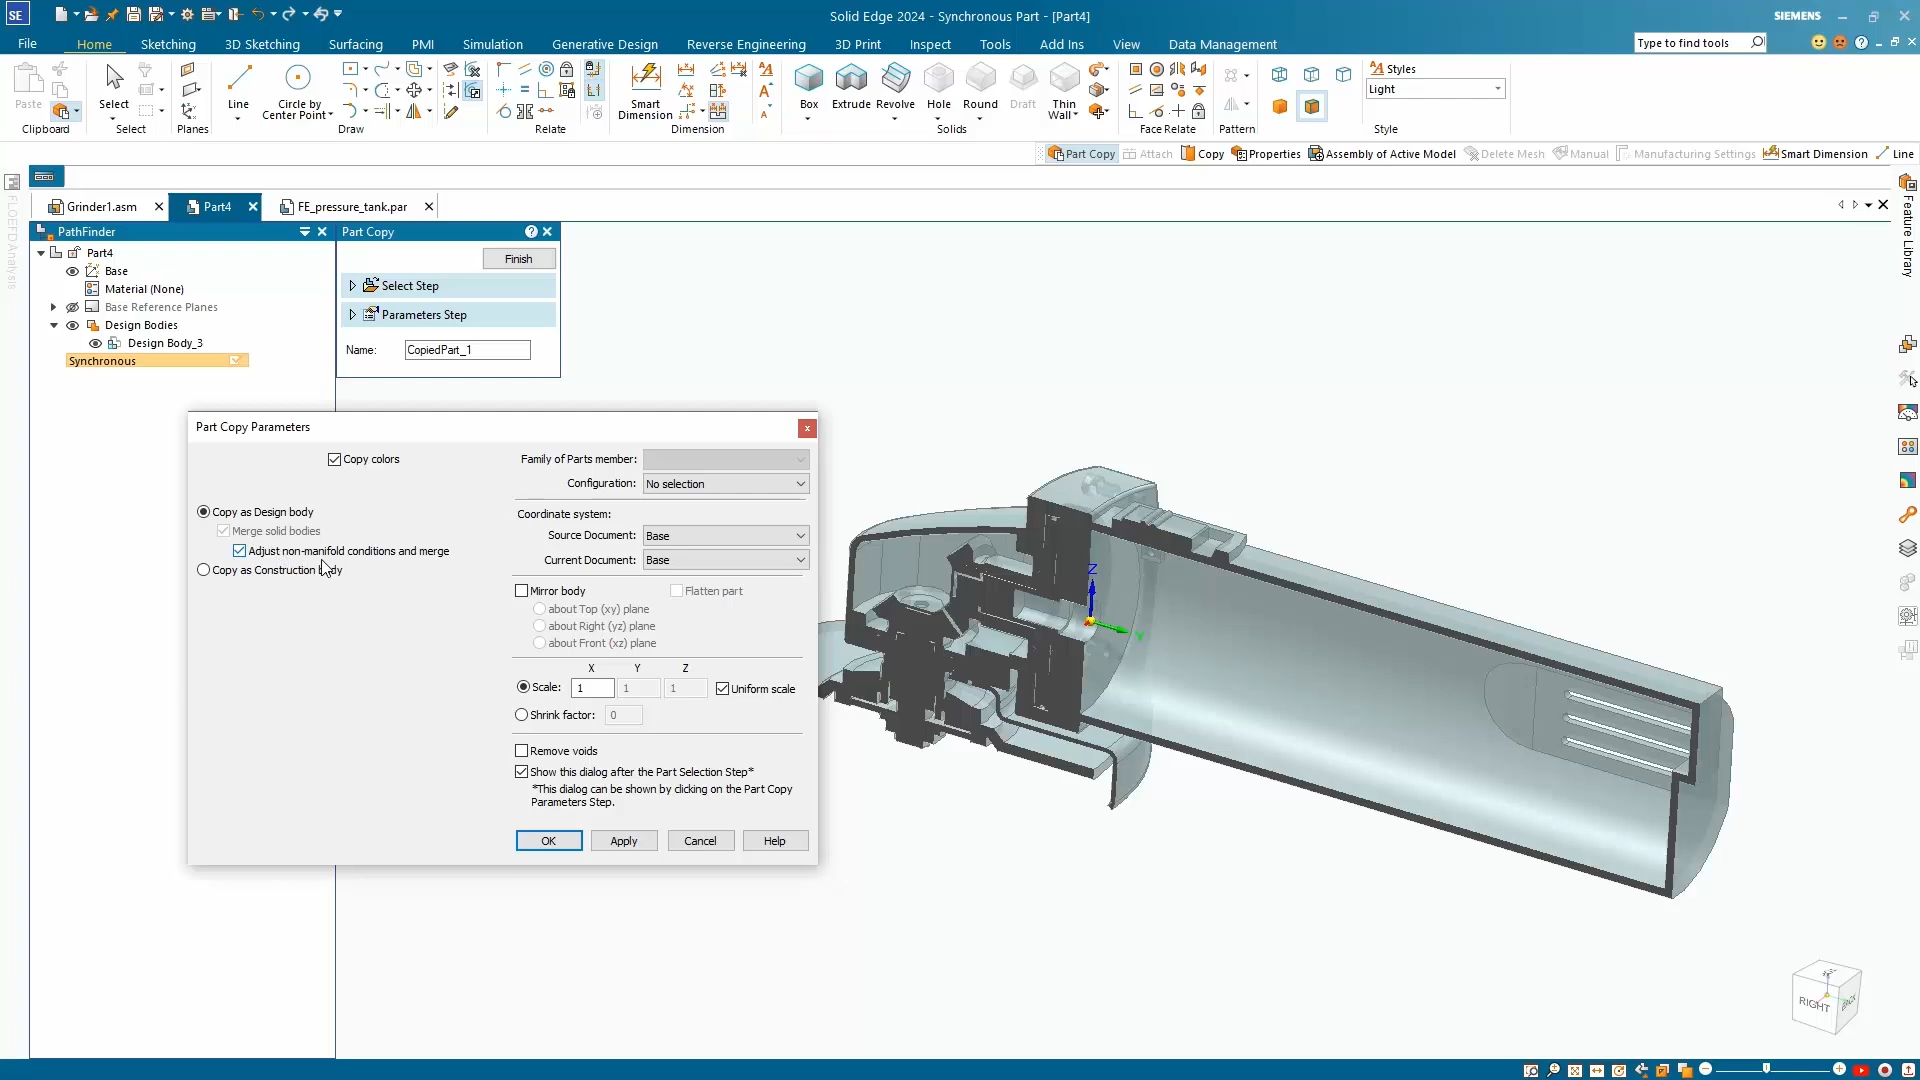 SE
Solid Edge 2024 - Synchronous Part - [Part4]
SIEMENS
File
Home
Sketching
3D Sketching
Surfacing
PMI
Simulation
Generative Design
Reverse Engineering
3D Print
Inspect
Tools
Add Ins
View
Data Management
Type to find tools
Paste
Select
Line
Circle by
Center Point
Smart
Dimension
Box
Extrude
Revolve
Hole
Round
Draft
Thin
Wall
Styles
Light
Clipboard
Select
Planes
Draw
Relate
Dimension
Solids
Face Relate
Pattern
Style
Part Copy
Attach
Copy
Properties
Assembly of Active Model
Delete Mesh
Manual
Manufacturing Settings
Smart Dimension
Line
Grinder1.asm
Part4
FE_pressure_tank.par
FLOEFD Analysis
Feature Library
PathFinder
Part4
Base
Material (None)
Base Reference Planes
Design Bodies
Design Body_3
Synchronous
Part Copy
Finish
Select Step
Parameters Step
Name:
CopiedPart_1
Part Copy Parameters
Copy colors
Copy as Design body
Merge solid bodies
Adjust non-manifold conditions and merge
Copy as Construction body
Family of Parts member:
Configuration:
No selection
Coordinate system:
Source Document:
Base
Current Document:
Base
Mirror body
Flatten part
about Top (xy) plane
about Right (yz) plane
about Front (xz) plane
X
Y
Z
Scale:
1
1
1
Uniform scale
Shrink factor:
0
Remove voids
Show this dialog after the Part Selection Step*
*This dialog can be shown by clicking on the Part Copy
Parameters Step.
OK
Apply
Cancel
Help
Z
Y
RIGHT